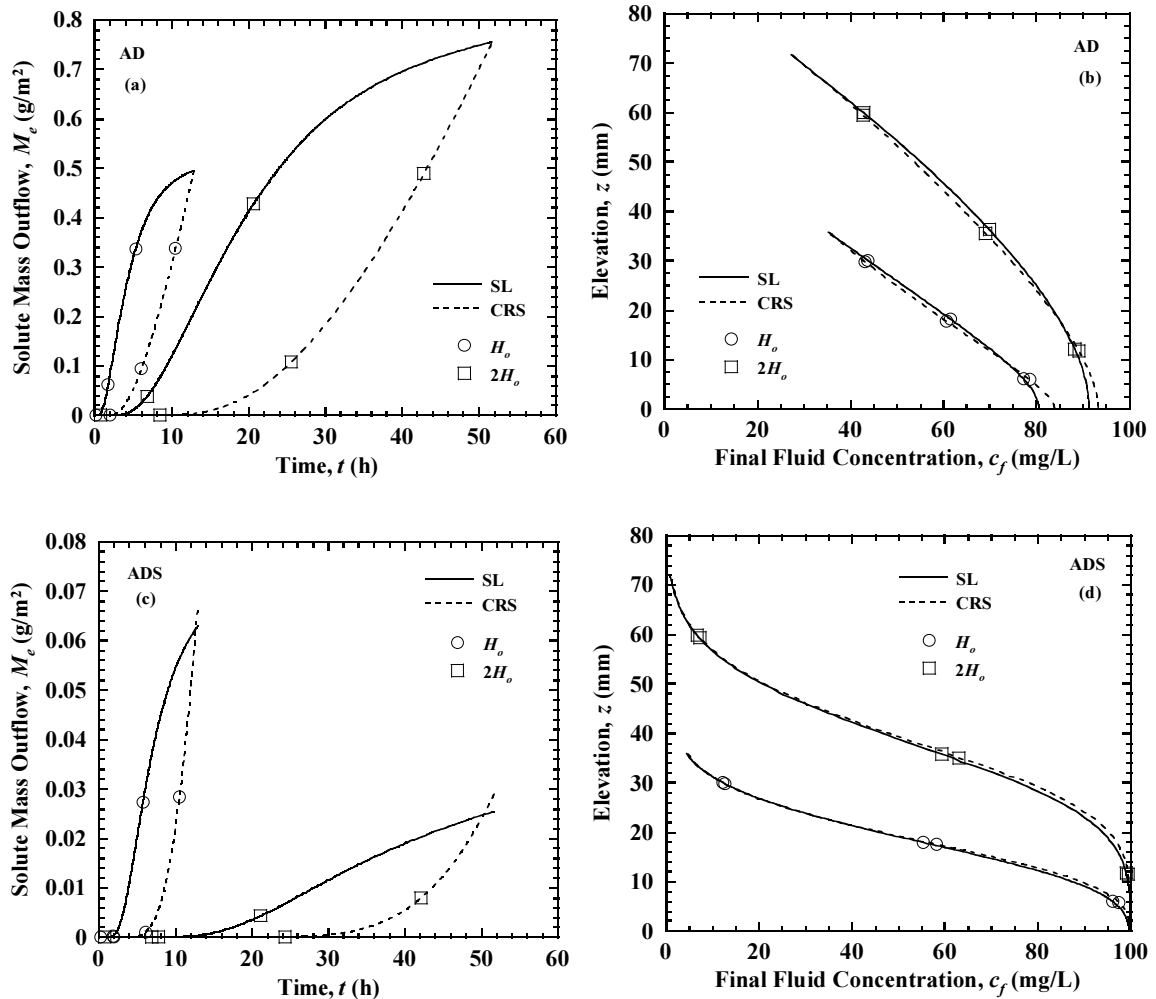 0.8
0.7
0.6
0.5
0.4
0.3
0.2
0.1
0
Solute Mass Outflow, Mₑ (g/m²)
AD
(a)
SL
CRS
Hₒ
2Hₒ
0 10 20 30 40 50 60
Time, t (h)
80
70
60
50
40
30
20
10
0
Elevation, z (mm)
AD
(b)
SL
CRS
Hₒ
2Hₒ
0 20 40 60 80 100
Final Fluid Concentration, c_f (mg/L)
0.08
0.07
0.06
0.05
0.04
0.03
0.02
0.01
0
Solute Mass Outflow, Mₑ (g/m²)
ADS
(c)
SL
CRS
Hₒ
2Hₒ
0 10 20 30 40 50 60
Time, t (h)
80
70
60
50
40
30
20
10
0
Elevation, z (mm)
ADS
(d)
SL
CRS
Hₒ
2Hₒ
0 20 40 60 80 100
Final Fluid Concentration, c_f (mg/L)